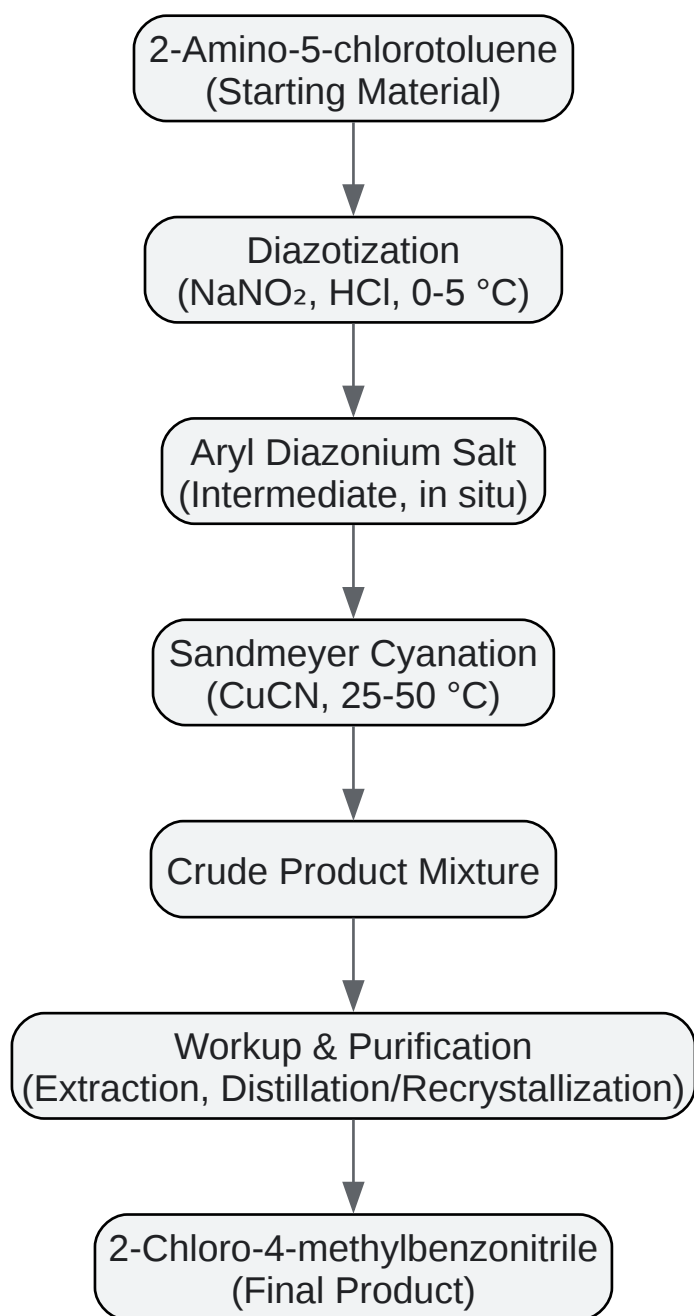 2-Amino-5-chlorotoluene
(Starting Material)
Diazotization
(NaNO₂, HCl, 0-5 °C)
Aryl Diazonium Salt
(Intermediate, in situ)
Sandmeyer Cyanation
(CuCN, 25-50 °C)
Crude Product Mixture
Workup & Purification
(Extraction, Distillation/Recrystallization)
2-Chloro-4-methylbenzonitrile
(Final Product)